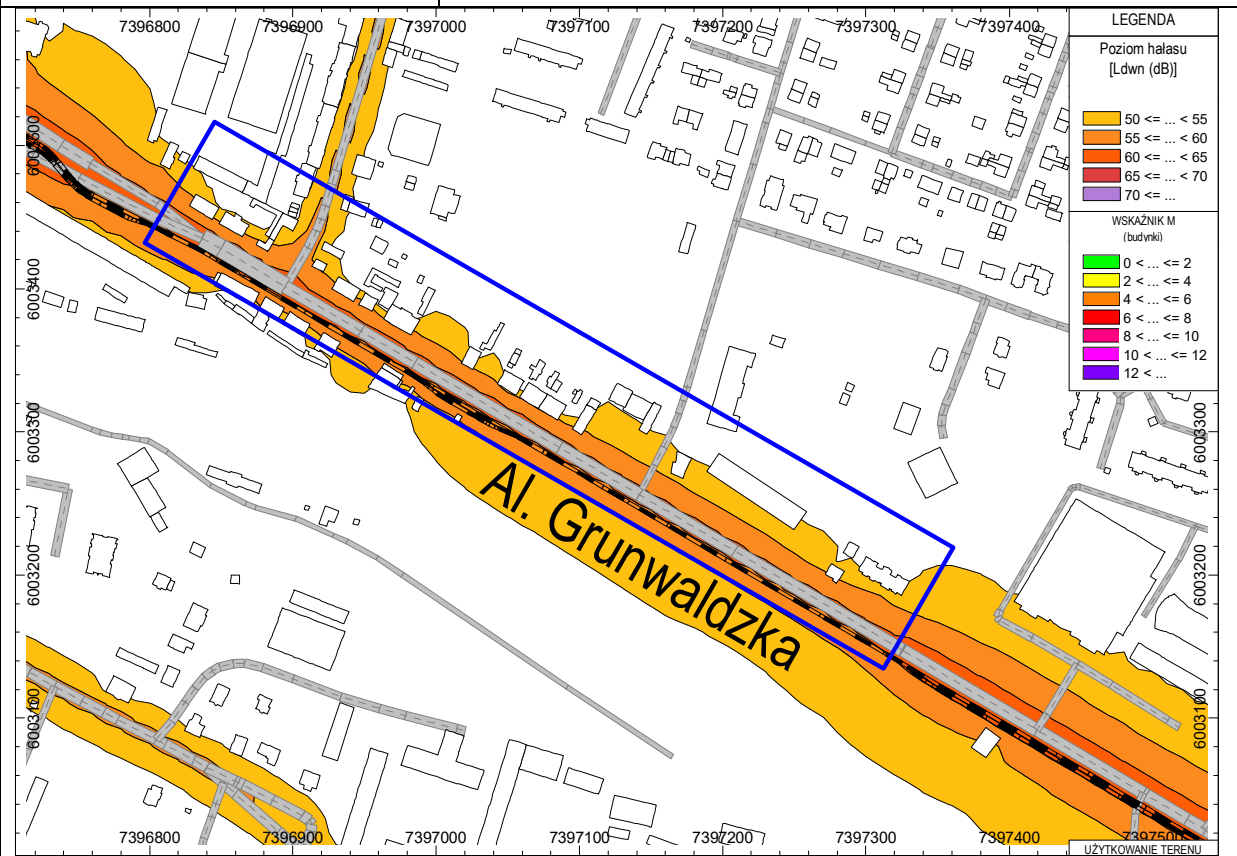 7396800 7396900 7397000 7397100 7397200 7397300 7397400
LEGENDA
Poziom hałasu
[Ldwn (dB)]
50 <= ... < 55
55 <= ... < 60
60 <= ... < 65
65 <= ... < 70
70 <= ...
WSKAŹNIK M
(budynki)
0 < ... <= 2
2 < ... <= 4
4 < ... <= 6
6 < ... <= 8
8 < ... <= 10
10 < ... <= 12
12 < ...
6003500
6003400
6003300
6003300
Al. Grunwaldzka
6003200
6003200
6003100
6003100
7396800 7396900 7397000 7397100 7397200 7397300 7397400 7397500
UŻYTKOWANIE TERENU